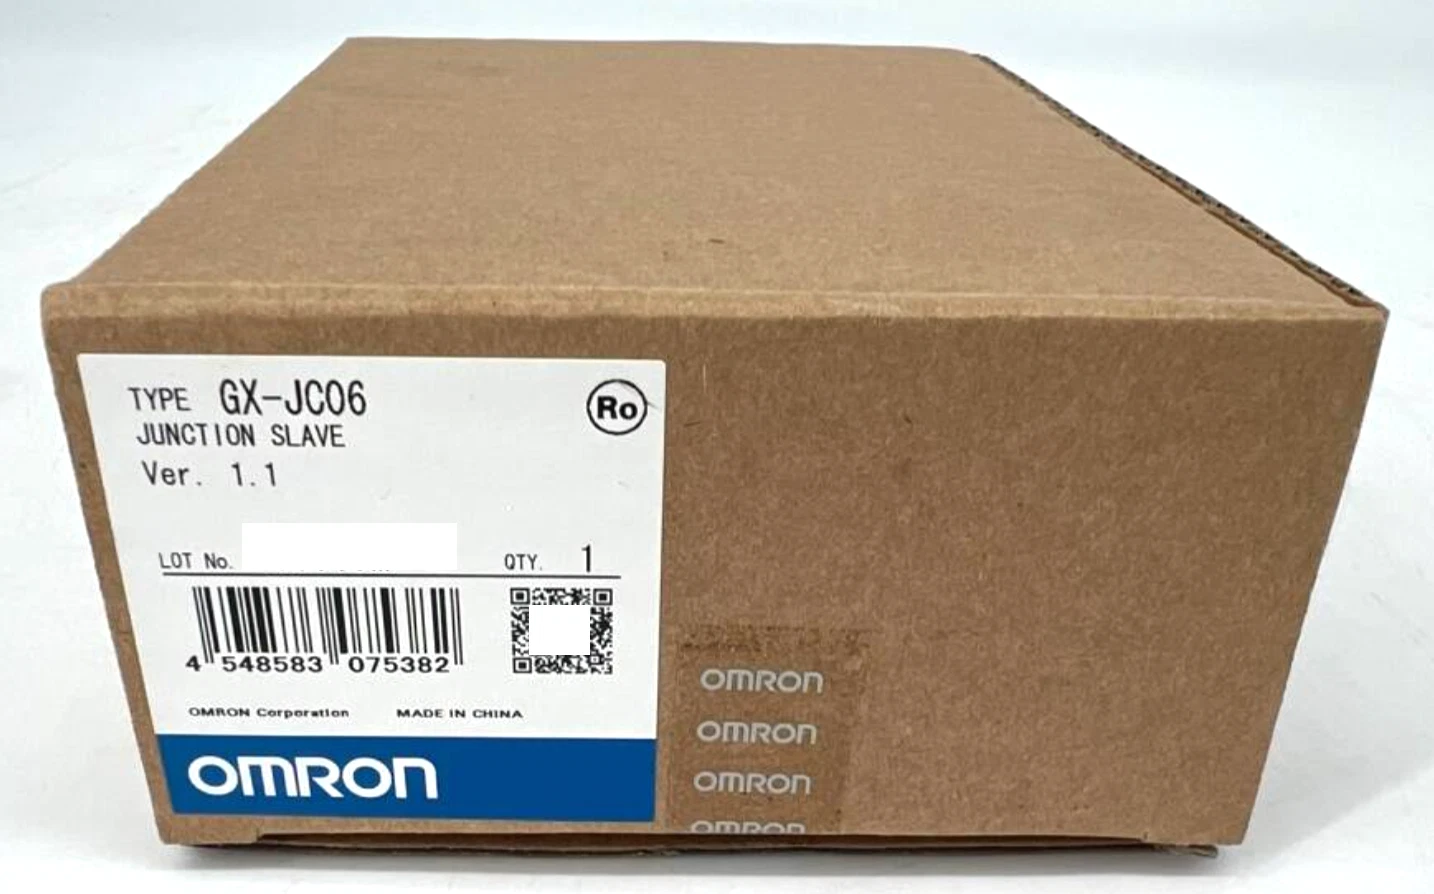 TYPE GX-JC06
Ro
JUNCTION SLAVE
Ver. 1.1
LOT No.
QTY. 1
4 548583 075382
OMRON Corporation MADE IN CHINA
OMRON
OMRON
OMRON
OMRON
OMRON